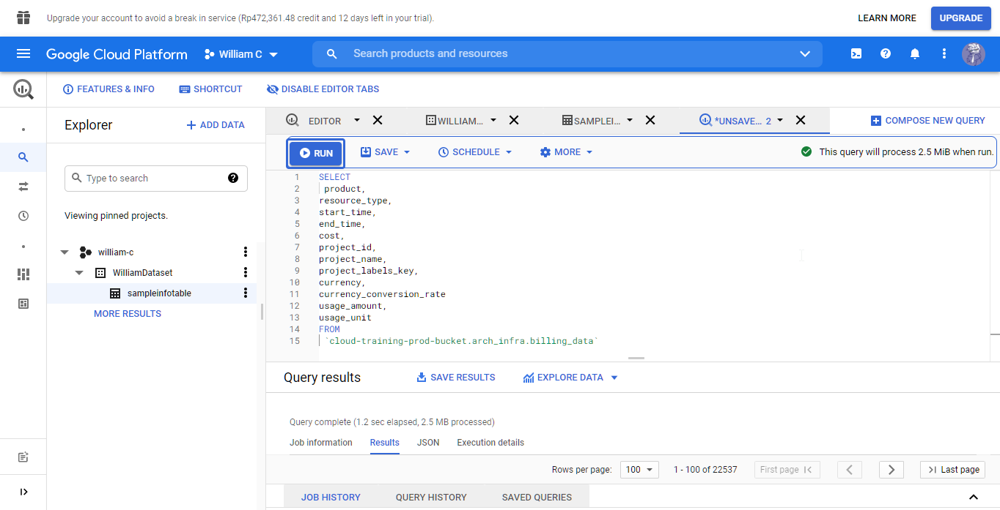 Upgrade your account to avoid a break in service (Rp472,361.48 credit and 12 days left in your trial).
LEARN MORE
UPGRADE
Google Cloud Platform
William C
Search products and resources
FEATURES & INFO
SHORTCUT
DISABLE EDITOR TABS
Explorer
+ ADD DATA
Type to search
Viewing pinned projects.
william-c
WilliamDataset
sampleinfotable
MORE RESULTS
EDITOR
WILLIAM...
SAMPLEI...
*UNSAVE... 2
COMPOSE NEW QUERY
RUN
SAVE
SCHEDULE
MORE
This query will process 2.5 MiB when run.
1 SELECT
2 product,
3 resource_type,
4 start_time,
5 end_time,
6 cost,
7 project_id,
8 project_name,
9 project_labels_key,
10 currency,
11 currency_conversion_rate
12 usage_amount,
13 usage_unit
14 FROM
15 `cloud-training-prod-bucket.arch_infra.billing_data`
Query results
SAVE RESULTS
EXPLORE DATA
Query complete (1.2 sec elapsed, 2.5 MB processed)
Job information
Results
JSON
Execution details
Rows per page:
100
1 - 100 of 22537
First page
Last page
JOB HISTORY
QUERY HISTORY
SAVED QUERIES